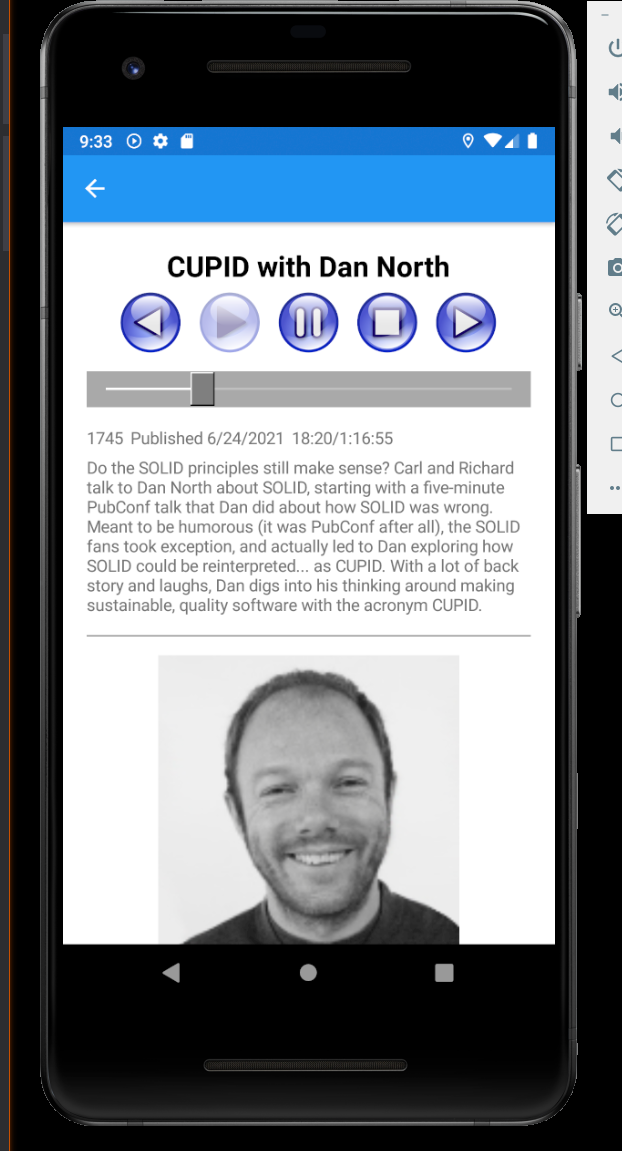 9:33
CUPID with Dan North
1745 Published 6/24/2021 18:20/1:16:55
Do the SOLID principles still make sense? Carl and Richard
talk to Dan North about SOLID, starting with a five-minute
PubConf talk that Dan did about how SOLID was wrong.
Meant to be humorous (it was PubConf after all), the SOLID
fans took exception, and actually led to Dan exploring how
SOLID could be reinterpreted... as CUPID. With a lot of back
story and laughs, Dan digs into his thinking around making
sustainable, quality software with the acronym CUPID.